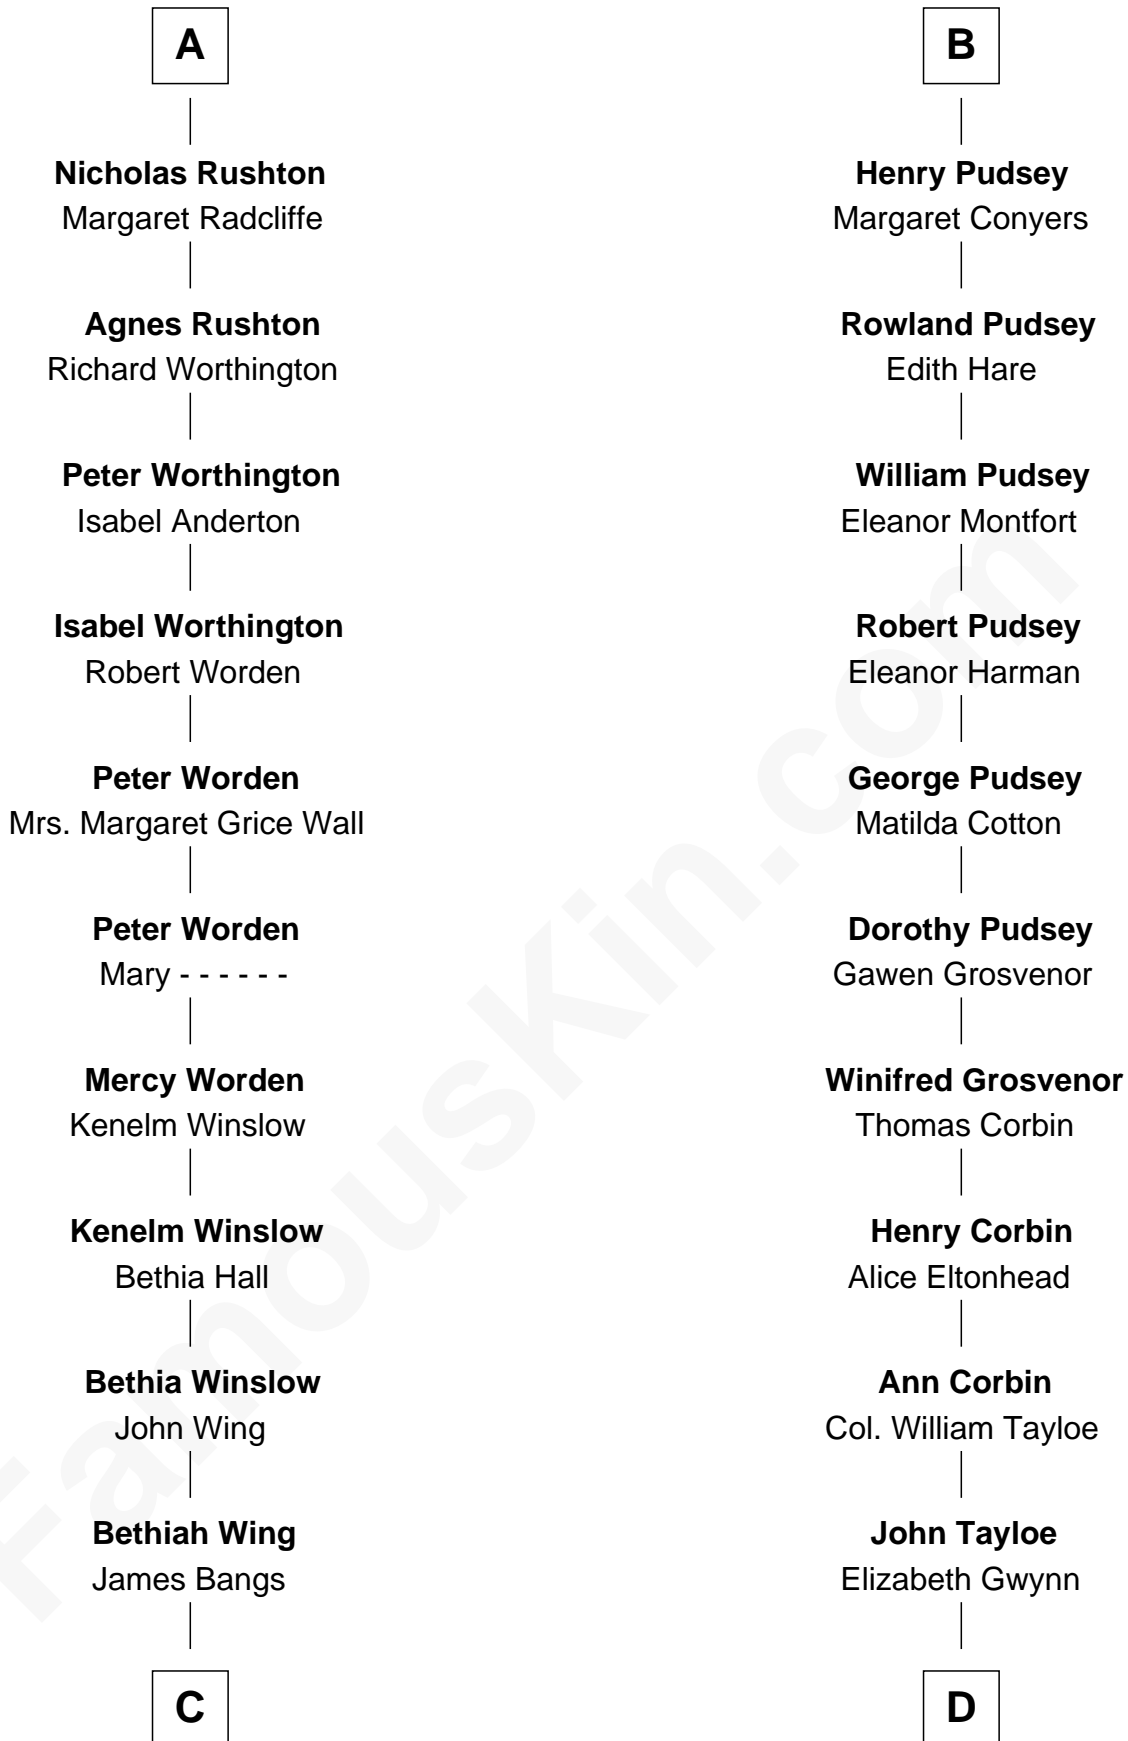 A
Nicholas Rushton
Margaret Radcliffe
Agnes Rushton
Richard Worthington
Peter Worthington
Isabel Anderton
Isabel Worthington
Robert Worden
Peter Worden
Mrs. Margaret Grice Wall
Peter Worden
Mary - - - - - -
Mercy Worden
Kenelm Winslow
Kenelm Winslow
Bethia Hall
Bethia Winslow
John Wing
Bethiah Wing
James Bangs
C
B
Henry Pudsey
Margaret Conyers
Rowland Pudsey
Edith Hare
William Pudsey
Eleanor Montfort
Robert Pudsey
Eleanor Harman
George Pudsey
Matilda Cotton
Dorothy Pudsey
Gawen Grosvenor
Winifred Grosvenor
Thomas Corbin
Henry Corbin
Alice Eltonhead
Ann Corbin
Col. William Tayloe
John Tayloe
Elizabeth Gwynn
D
FamousKin.com